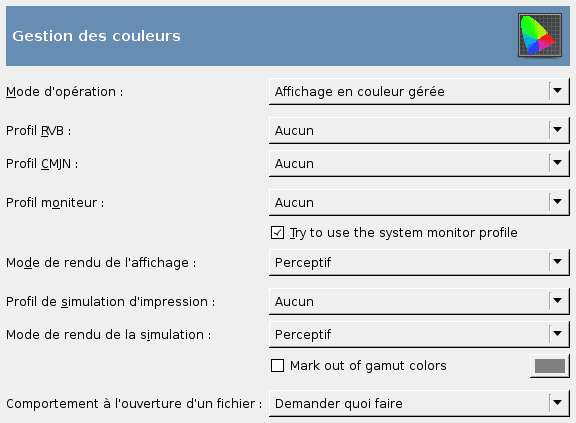 Gestion des couleurs
Mode d'opération : Affichage en couleur gérée
Profil RVB : Aucun
Profil CMJN : Aucun
Profil moniteur : Aucun
Try to use the system monitor profile
Mode de rendu de l'affichage : Perceptif
Profil de simulation d'impression : Aucun
Mode de rendu de la simulation : Perceptif
Mark out of gamut colors
Comportement à l'ouverture d'un fichier : Demander quoi faire